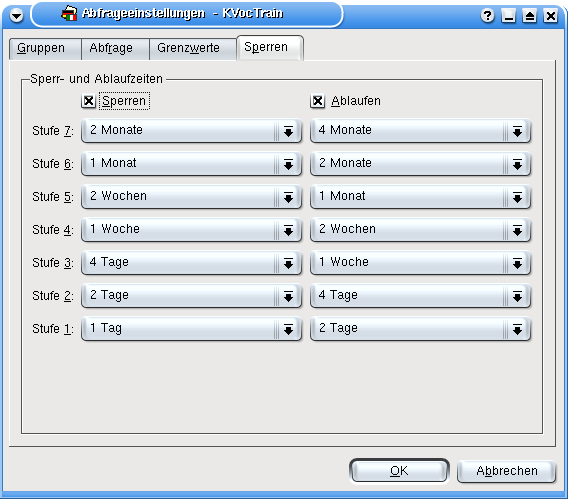 Abfrageeinstellungen - KVocTrain
Gruppen Abfrage Grenzwerte Sperren
Sperr- und Ablaufzeiten
Sperren Ablaufen
Stufe 7: 2 Monate 4 Monate
Stufe 6: 1 Monat 2 Monate
Stufe 5: 2 Wochen 1 Monat
Stufe 4: 1 Woche 2 Wochen
Stufe 3: 4 Tage 1 Woche
Stufe 2: 2 Tage 4 Tage
Stufe 1: 1 Tag 2 Tage
OK Abbrechen